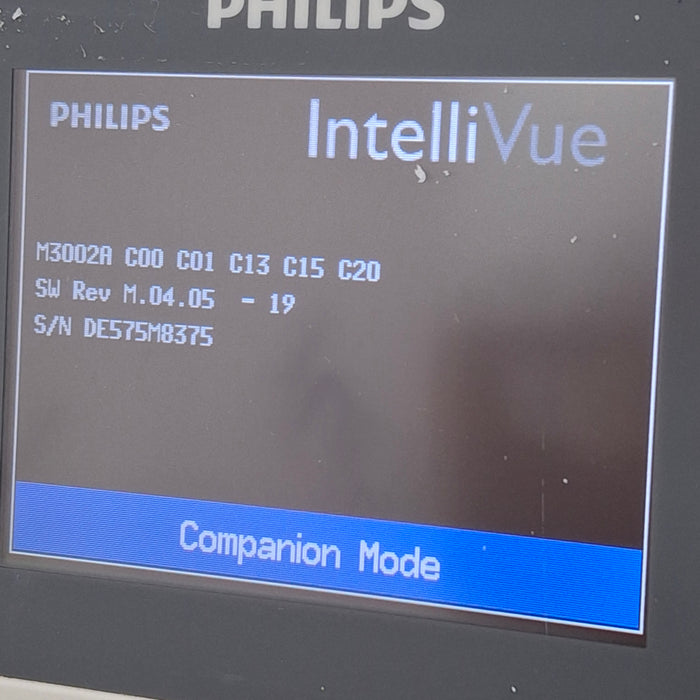 PHILIPS
PHILIPS IntelliVue
M3002A C00 C01 C13 C15 C20
SW Rev M.04.05 - 19
S/N DE575M8375
Companion Mode